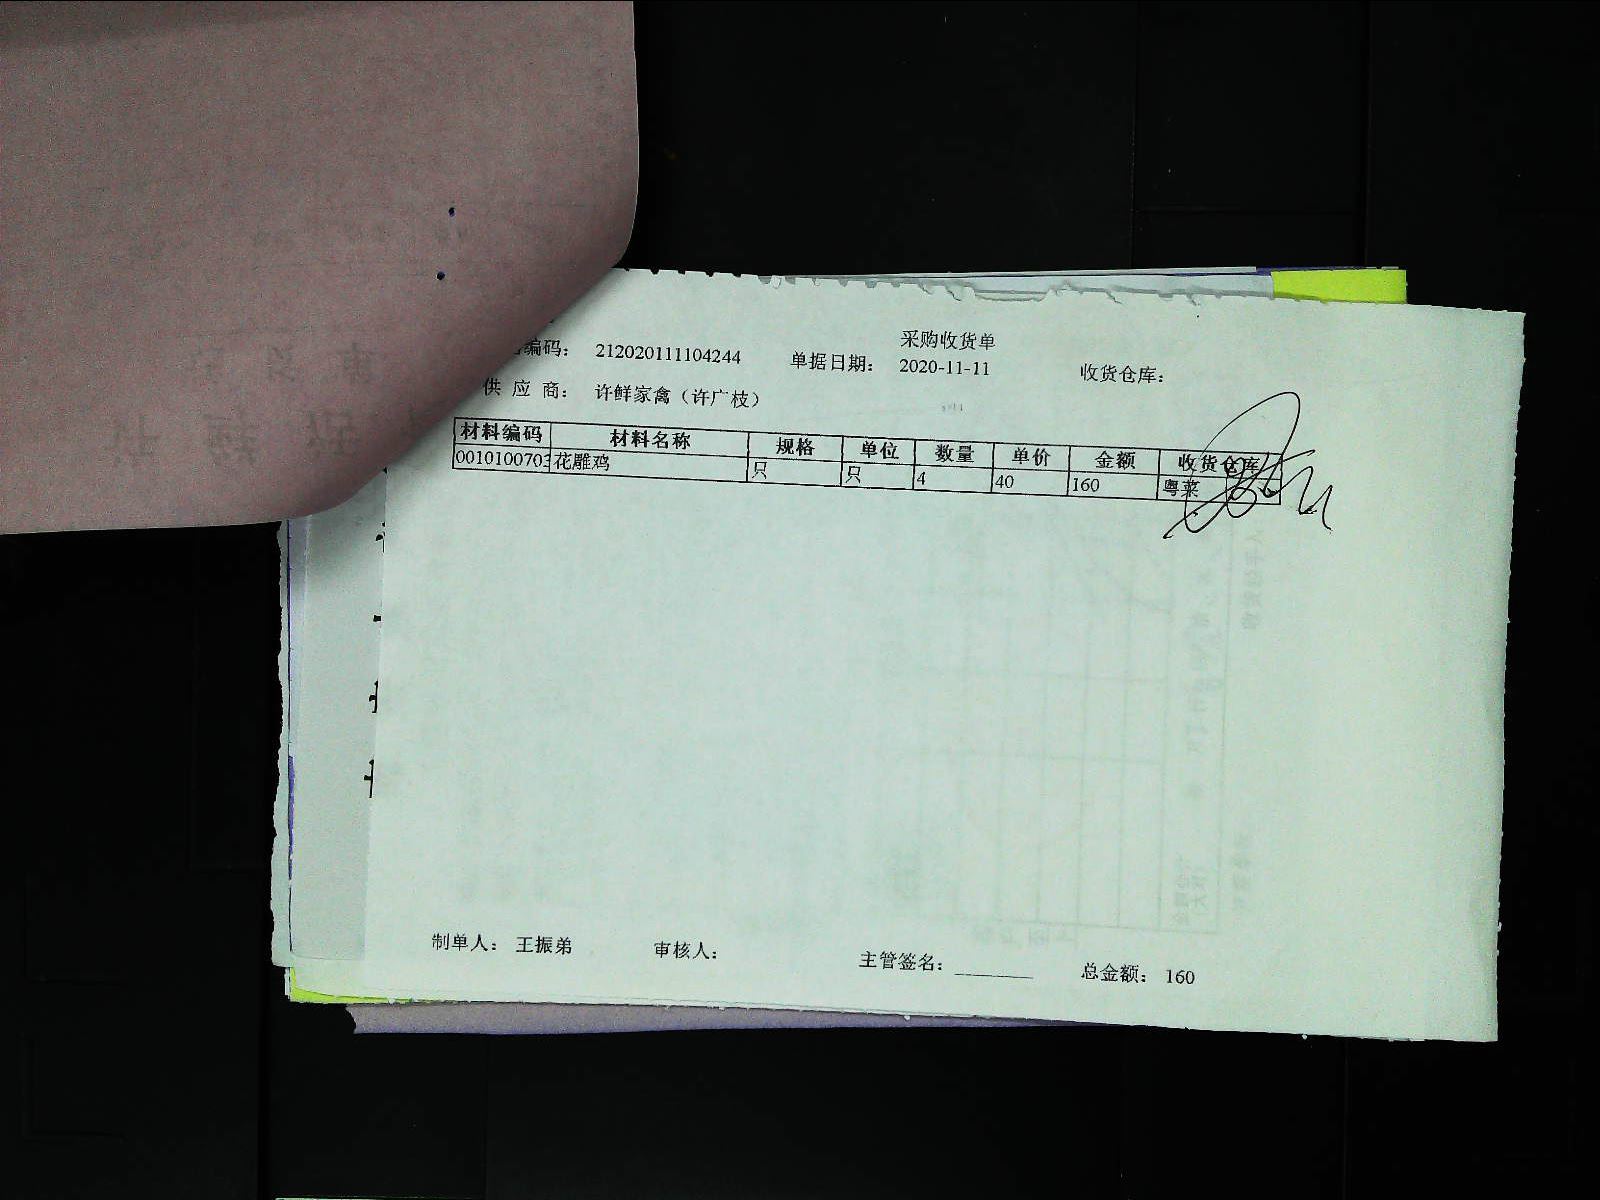 采购收货单
编码: 212020111104244 单据日期: 2020-11-11 收货仓库:
供 应 商: 许鲜家禽（许广枝）
材料编码 材料名称 规格 单位 数量 单价 金额 收货仓库
0010100703 花雕鸡 只 只 4 40 160 粤菜
制单人: 王振弟 审核人: 主管签名: ________ 总金额: 160